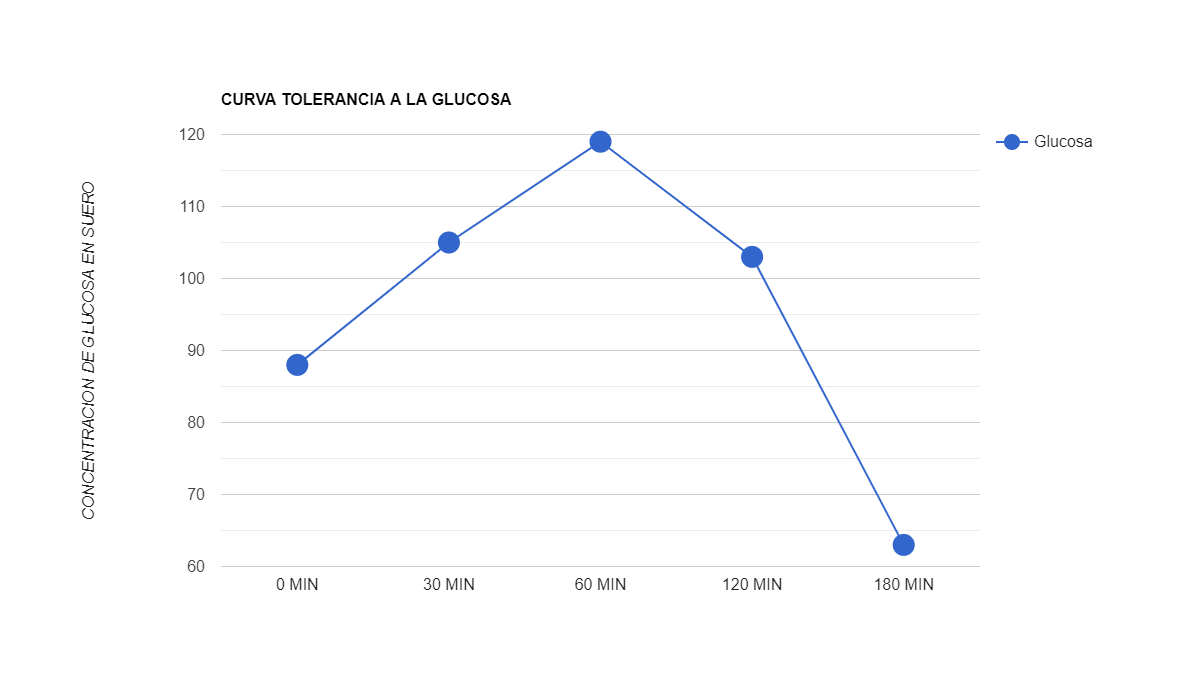 CURVA TOLERANCIA A LA GLUCOSA
Glucosa
CONCENTRACION DE GLUCOSA EN SUERO
120
110
100
90
80
70
60
0 MIN 30 MIN 60 MIN 120 MIN 180 MIN